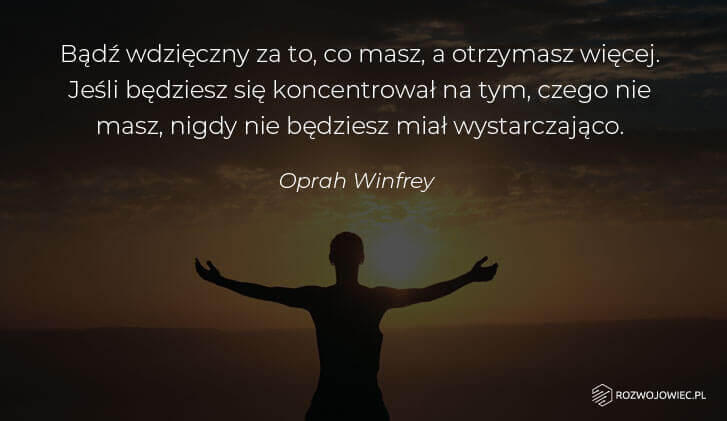 Bądź wdzięczny za to, co masz, a otrzymasz więcej.
Jeśli będziesz się koncentrował na tym, czego nie
masz, nigdy nie będziesz miał wystarczająco.
Oprah Winfrey
ROZWOJOWIEC.PL